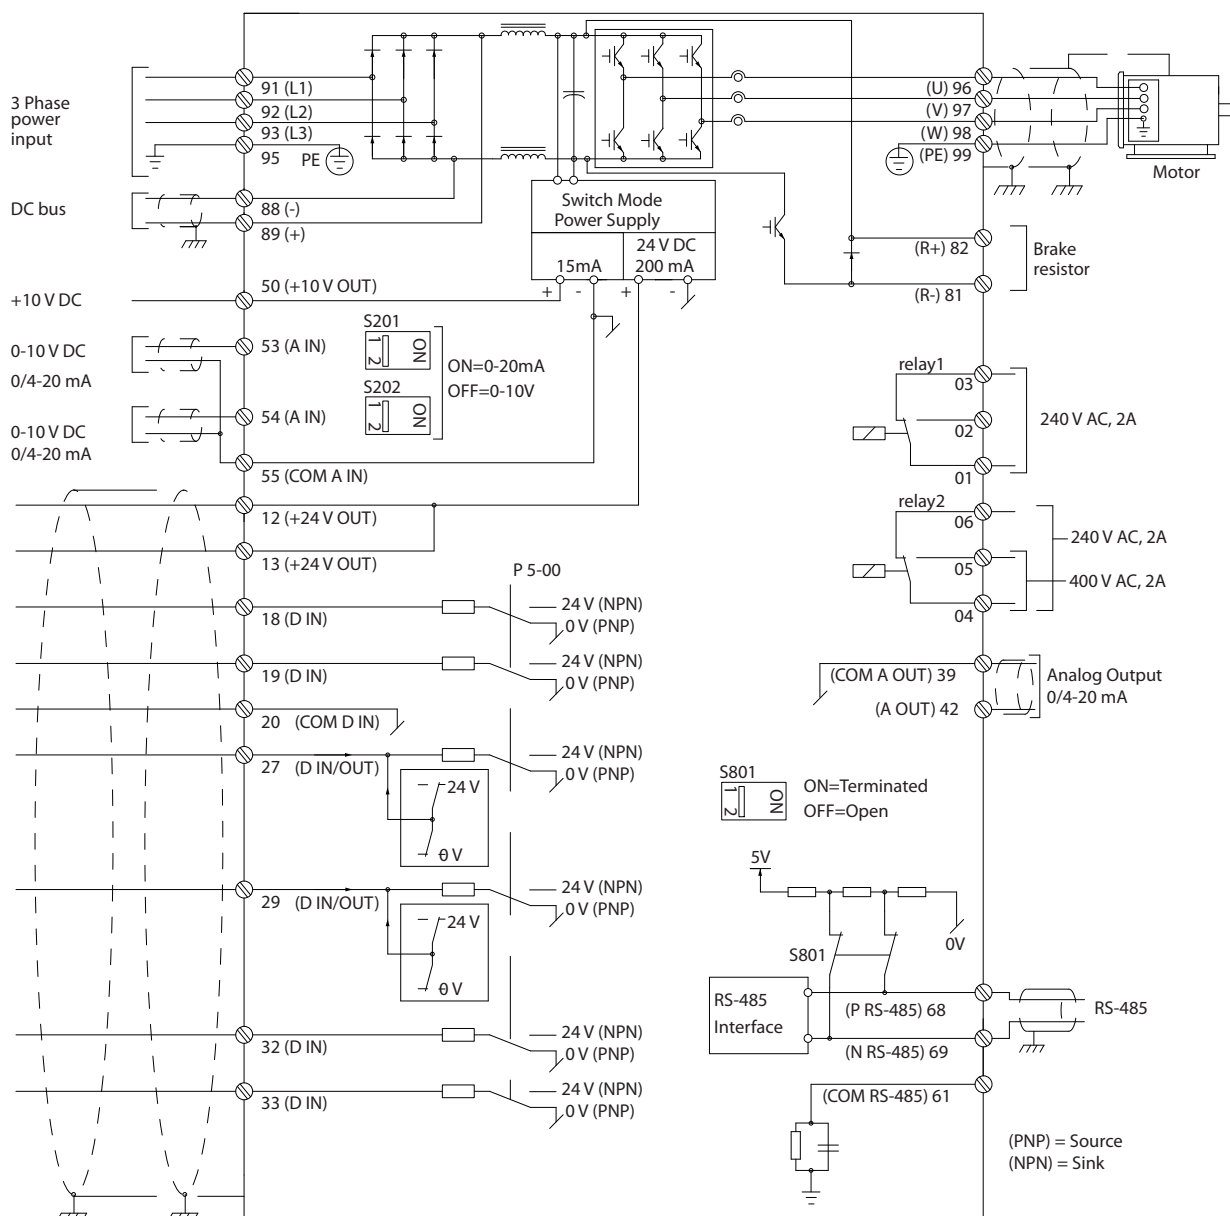 3 Phase
power
input
91 (L1)
92 (L2)
93 (L3)
95
PE
DC bus
88 (-)
89 (+)
+10 V DC
50 (+10 V OUT)
0-10 V DC
0/4-20 mA
53 (A IN)
0-10 V DC
0/4-20 mA
54 (A IN)
55 (COM A IN)
12 (+24 V OUT)
13 (+24 V OUT)
18 (D IN)
19 (D IN)
20 (COM D IN)
27 (D IN/OUT)
24 V
0 V
29 (D IN/OUT)
24 V
0 V
32 (D IN)
33 (D IN)
S201
1 2
ON
S202
1 2
ON
ON=0-20mA
OFF=0-10V
Switch Mode
Power Supply
15mA
24 V DC
200 mA
+ - + -
P 5-00
24 V (NPN)
0 V (PNP)
24 V (NPN)
0 V (PNP)
24 V (NPN)
0 V (PNP)
24 V (NPN)
0 V (PNP)
24 V (NPN)
0 V (PNP)
24 V (NPN)
0 V (PNP)
(U) 96
(V) 97
(W) 98
(PE) 99
Motor
(R+) 82
(R-) 81
Brake
resistor
relay1
03
02
01
240 V AC, 2A
relay2
06
05
04
240 V AC, 2A
400 V AC, 2A
(COM A OUT) 39
(A OUT) 42
Analog Output
0/4-20 mA
S801
1 2
ON
ON=Terminated
OFF=Open
5V
0V
S801
RS-485
Interface
(P RS-485) 68
(N RS-485) 69
RS-485
(COM RS-485) 61
(PNP) = Source
(NPN) = Sink